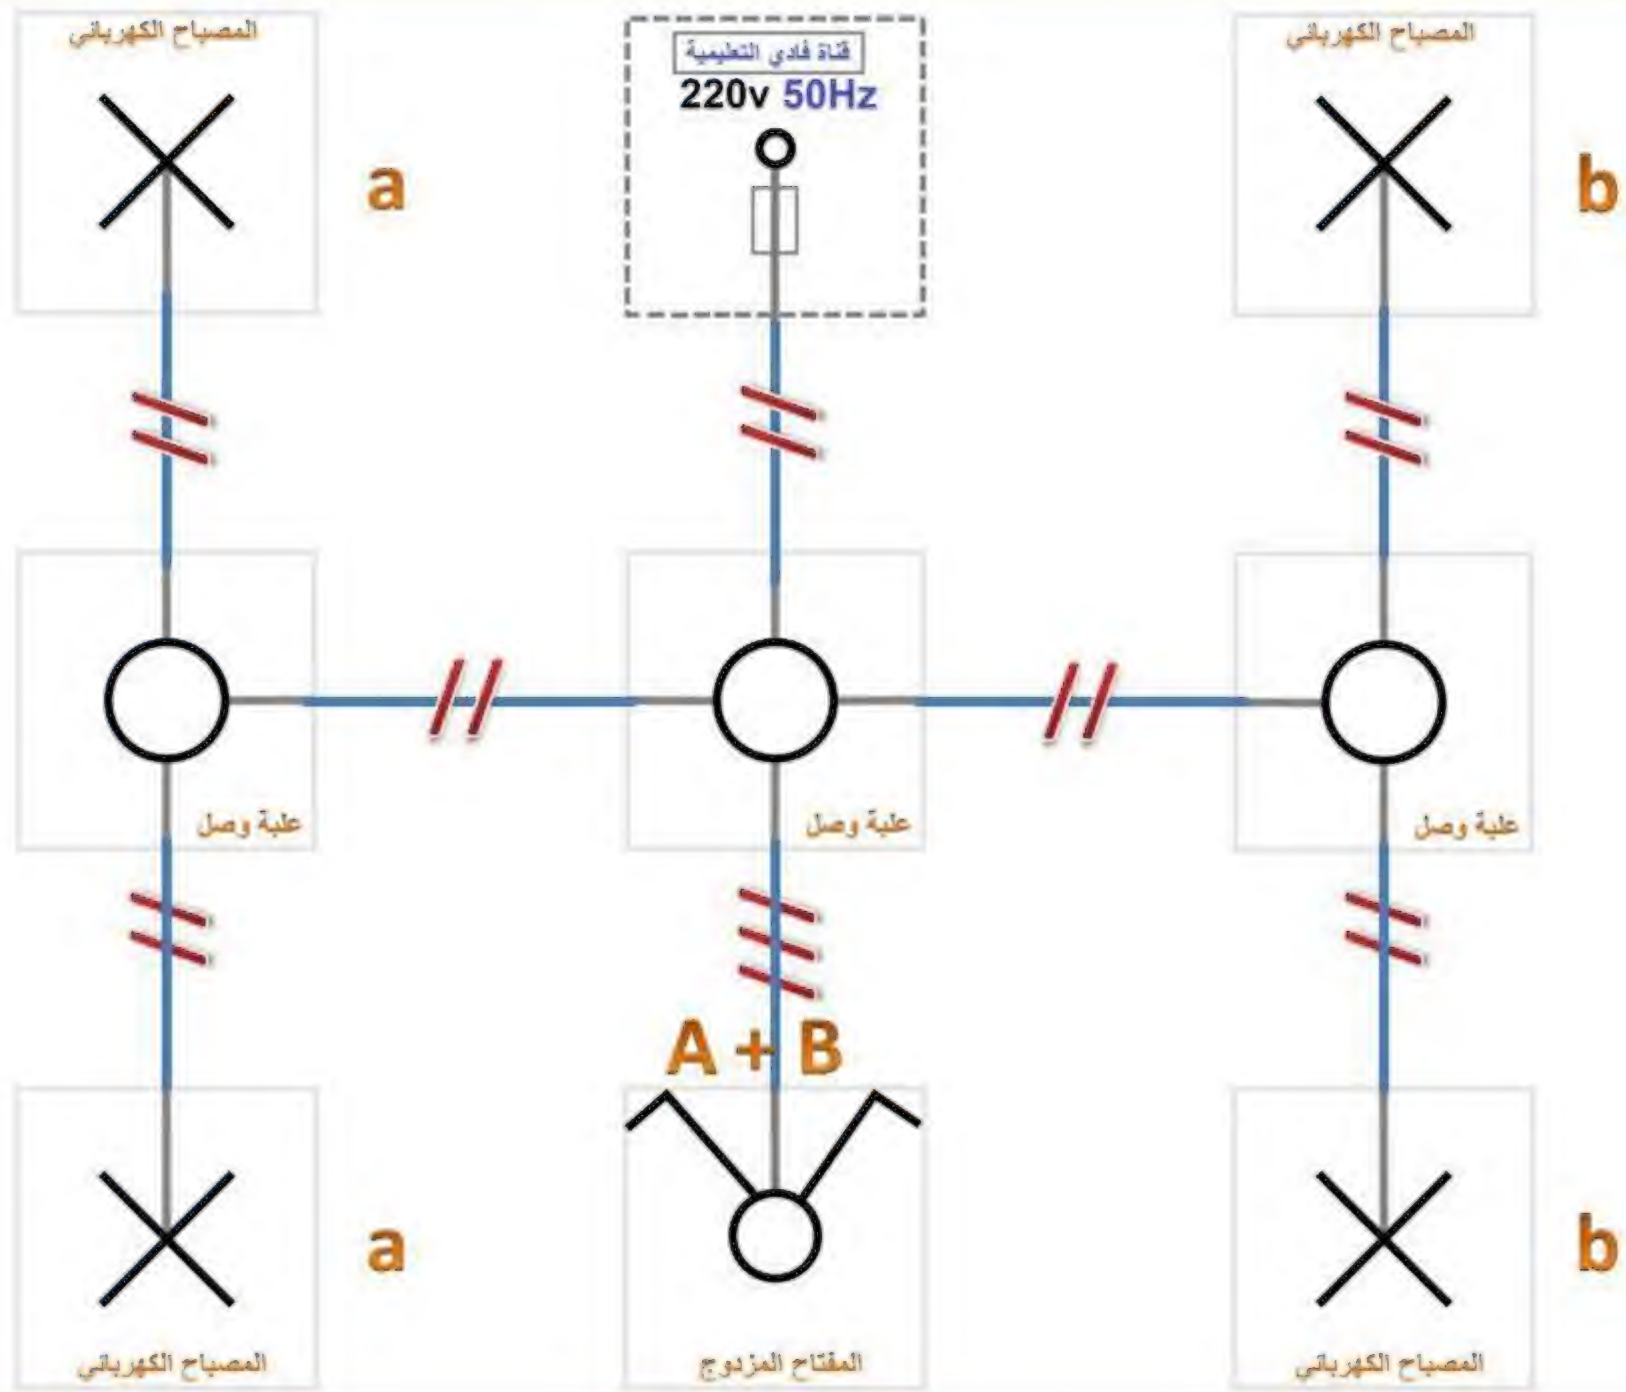 المصباح الكهربائي
قناة فادي التعليمية
المصباح الكهربائي
220v 50Hz
a
b
علبة وصل
علبة وصل
علبة وصل
A + B
a
b
المصباح الكهربائي
المفتاح المزدوج
المصباح الكهربائي